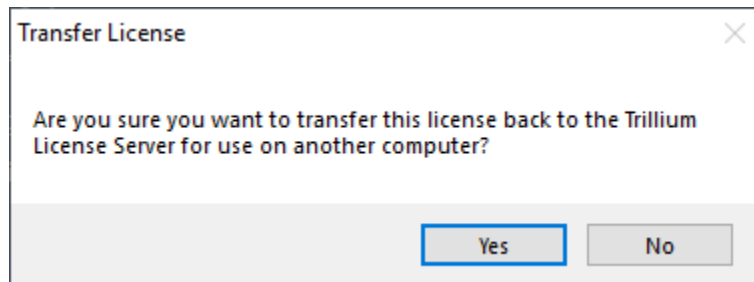 Transfer License
Are you sure you want to transfer this license back to the Trillium
License Server for use on another computer?
Yes
No